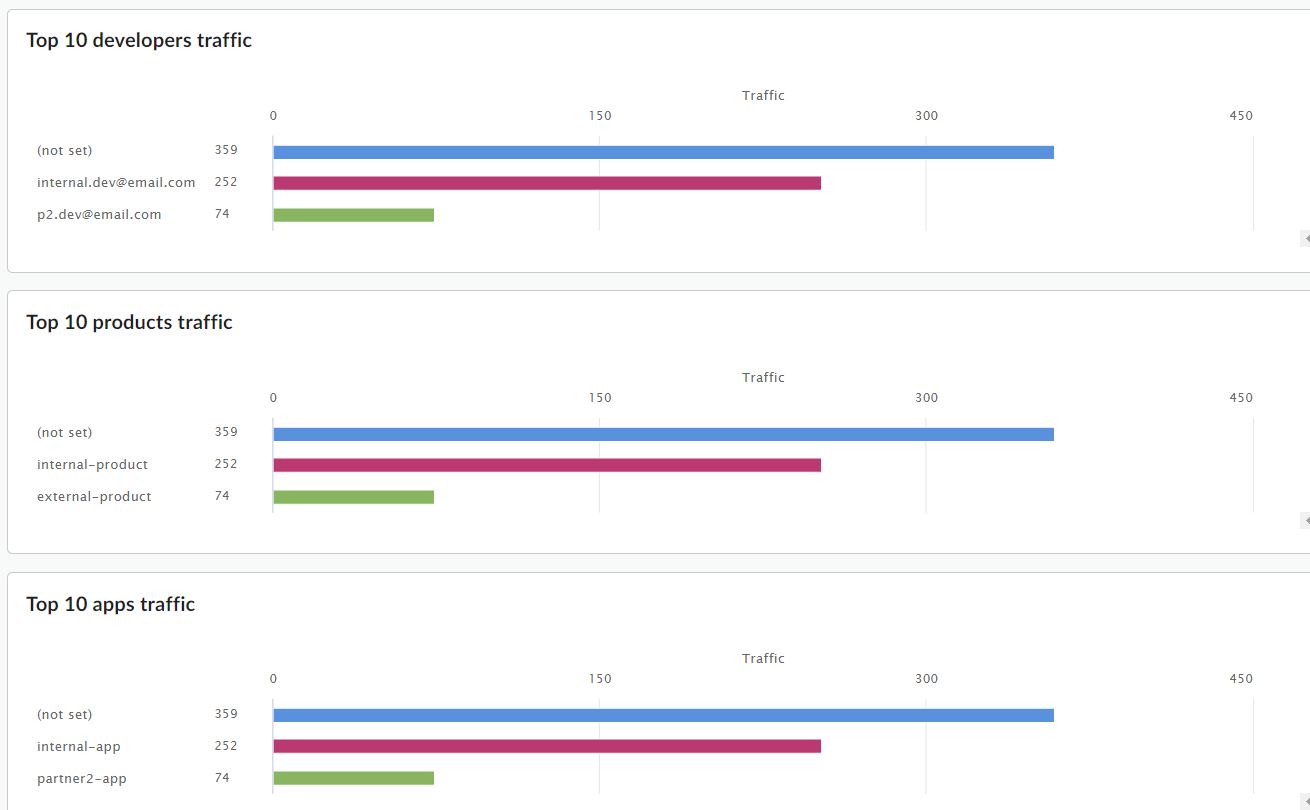 Top 10 developers traffic
Traffic
0 150 300 450
(not set) 359
internal.dev@email.com 252
p2.dev@email.com 74
Top 10 products traffic
Traffic
0 150 300 450
(not set) 359
internal-product 252
external-product 74
Top 10 apps traffic
Traffic
0 150 300 450
(not set) 359
internal-app 252
partner2-app 74